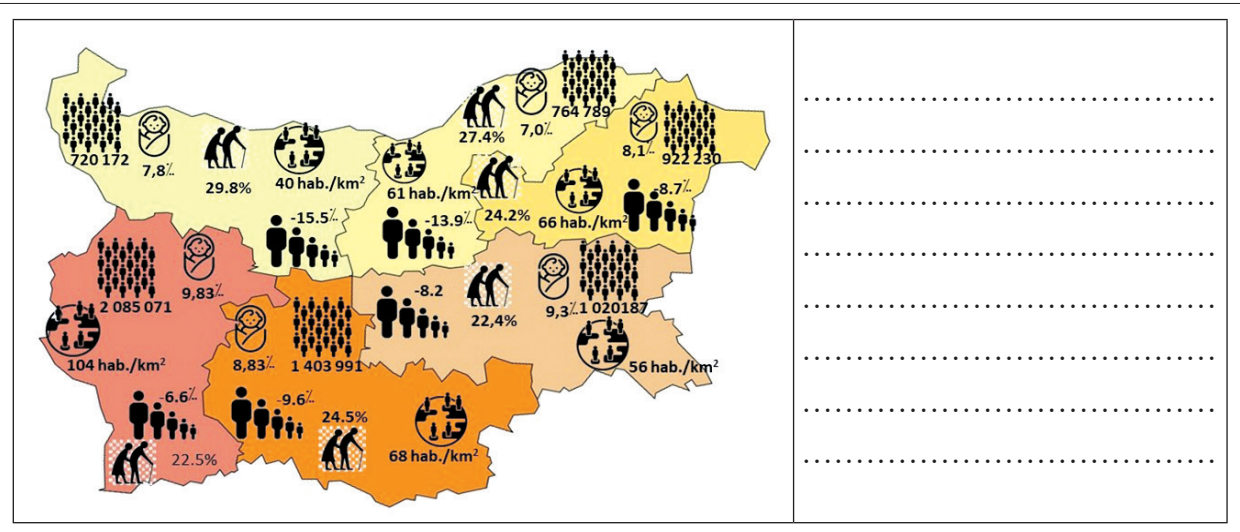 720 172
7,8‰
29.8%
40 hab./km²
-15.5‰
27.4%
7,0‰
764 789
61 hab./km²
-13.9‰
8,1‰
922 230
24.2%
66 hab./km²
-8.7‰
2 085 071
9,83‰
104 hab./km²
-6.6‰
22.5%
8,83‰
1 403 991
-9.6‰
24.5%
68 hab./km²
-8.2
22,4%
9,3‰
1 020187
56 hab./km²